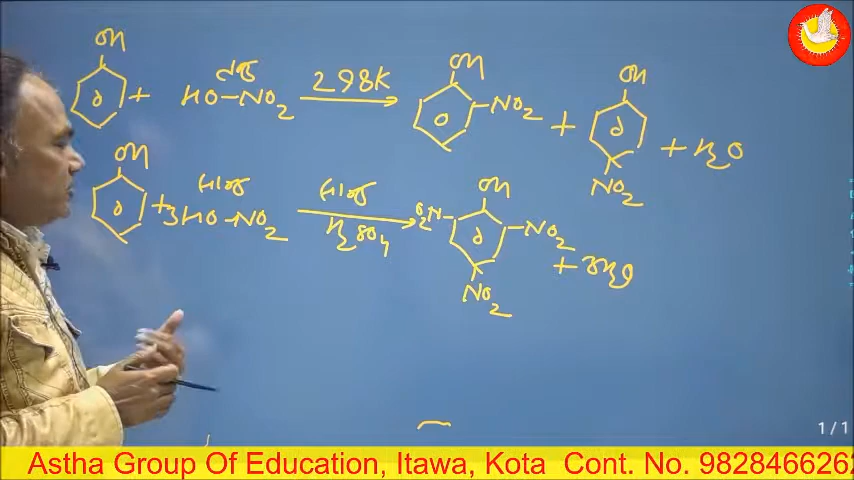 OH OH OH
तनु
+ HO-NO2 298K NO2 + + H2O
NO2
OH
सान्द्र सान्द्र OH
+ 3HO-NO2 H2SO4 O2N- -NO2
+ 3H2O
NO2
1/1
Astha Group Of Education, Itawa, Kota Cont. No. 982846626